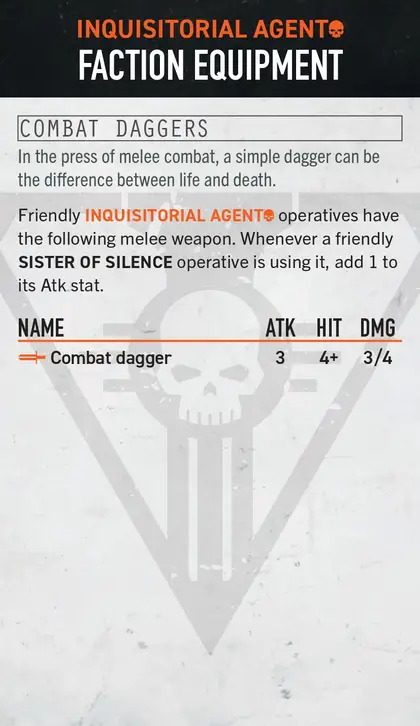 INQUISITORIAL AGENT
FACTION EQUIPMENT
COMBAT DAGGERS
In the press of melee combat, a simple dagger can be
the difference between life and death.
Friendly INQUISITORIAL AGENT operatives have
the following melee weapon. Whenever a friendly
SISTER OF SILENCE operative is using it, add 1 to
its Atk stat.
NAME ATK HIT DMG
Combat dagger 3 4+ 3/4